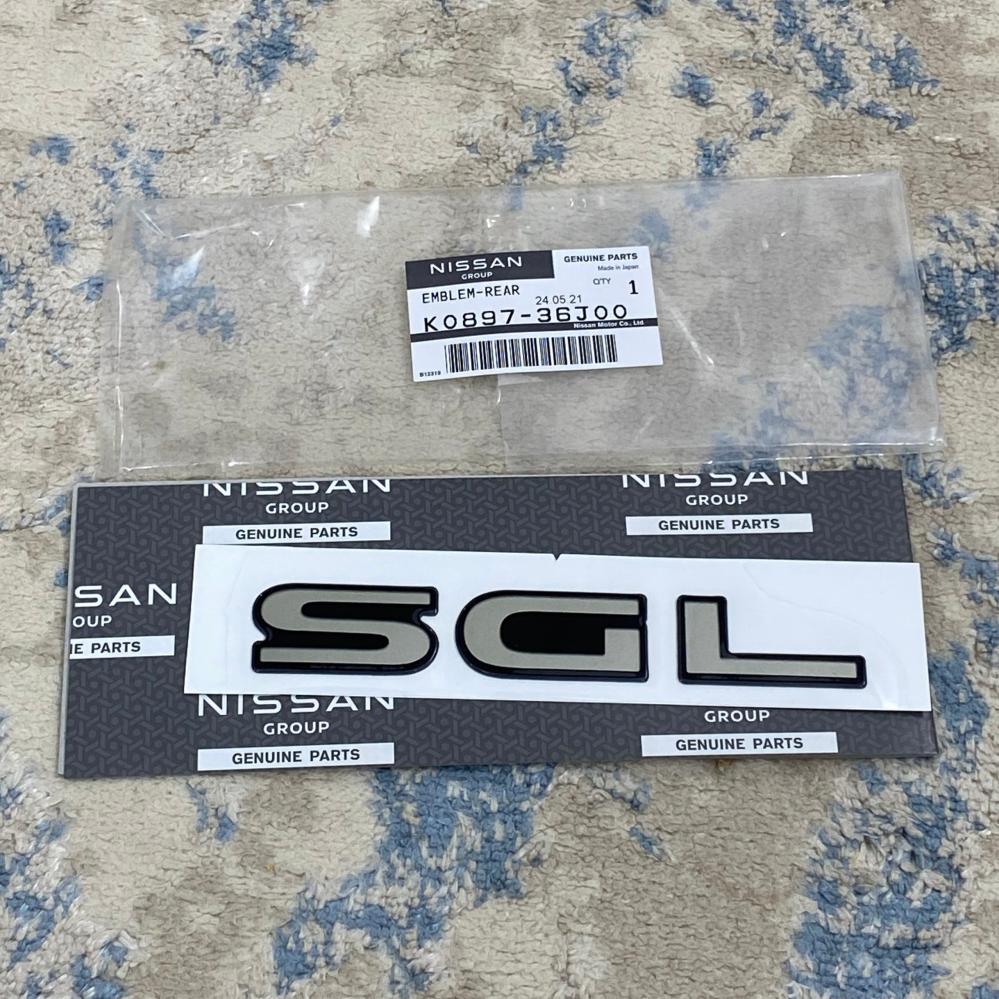 NISSAN
GROUP
GENUINE PARTS
Made in Japan
EMBLEM-REAR
Q'TY 1
24 05.21
K0897-36J00
Nissan Motor Co., Ltd.
B12319
NISSAN
GROUP
GENUINE PARTS
NISSAN
GROUP
GENUINE PARTS
SSAN
OUP
E PARTS
SGL
NISSAN
GROUP
GENUINE PARTS
GROUP
GENUINE PARTS